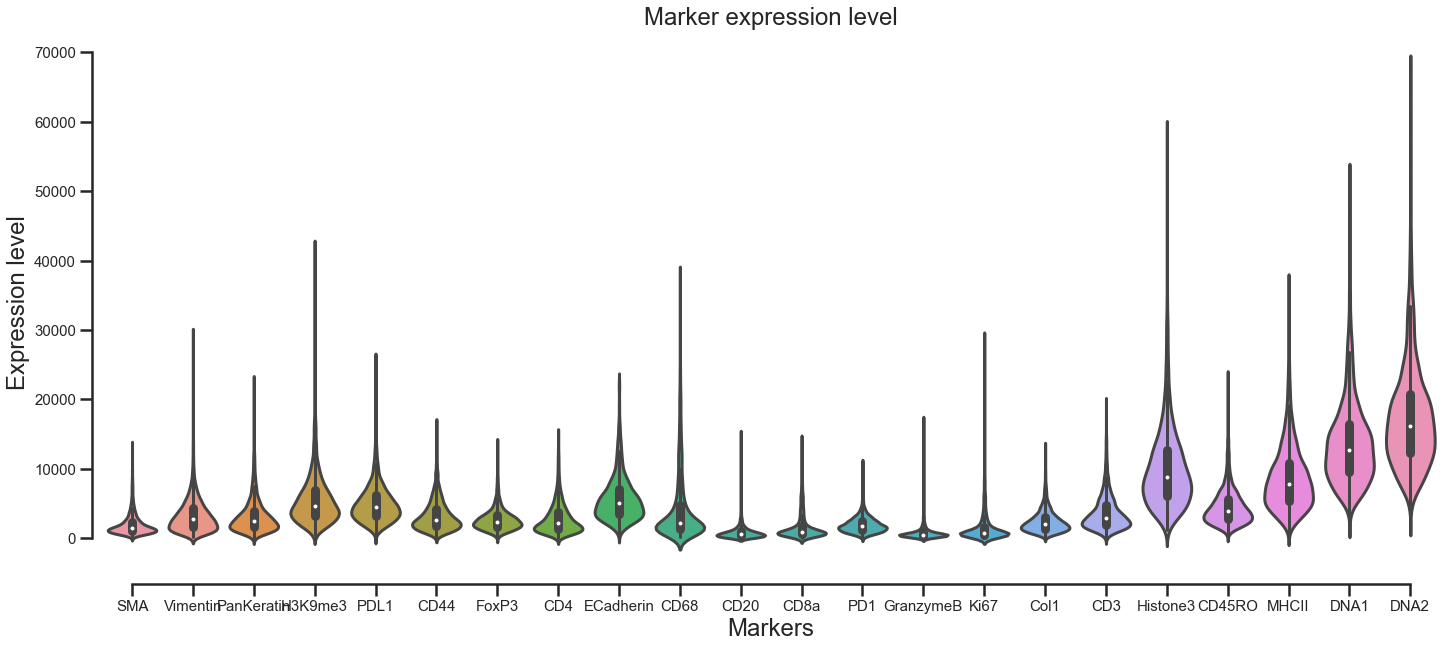 Marker expression level
Expression level
70000
60000
50000
40000
30000
20000
10000
0
SMA Vimentin PanKeratin H3K9me3 PDL1 CD44 FoxP3 CD4 ECadherin CD68 CD20 CD8a PD1 GranzymeB Ki67 Col1 CD3 Histone3 CD45RO MHCII DNA1 DNA2
Markers